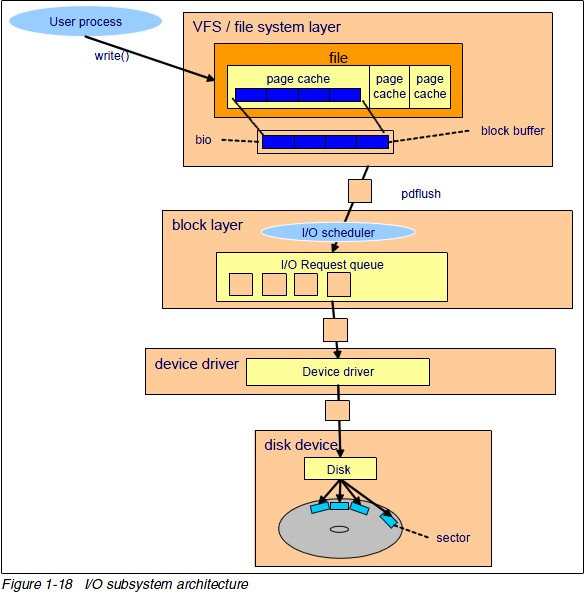 User process
VFS / file system layer
write()
file
page cache
page
cache
page
cache
bio
block buffer
pdflush
block layer
I/O scheduler
I/O Request queue
device driver
Device driver
disk device
Disk
sector
Figure 1-18 I/O subsystem architecture